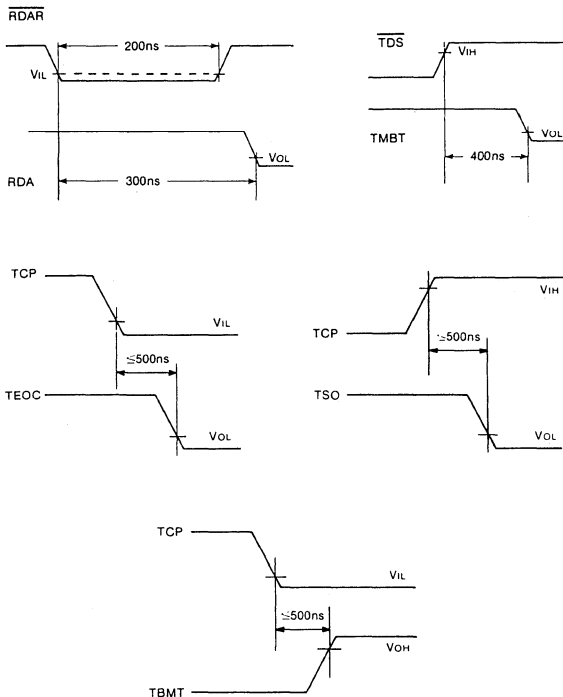 RDAR
200ns
VIL
VOL
RDA
300ns
TDS
VIH
TMBT
VOL
400ns
TCP
VIL
≤500ns
TEOC
VOL
VIH
TCP
≤500ns
TSO
VOL
TCP
VIL
≤500ns
VOH
TBMT